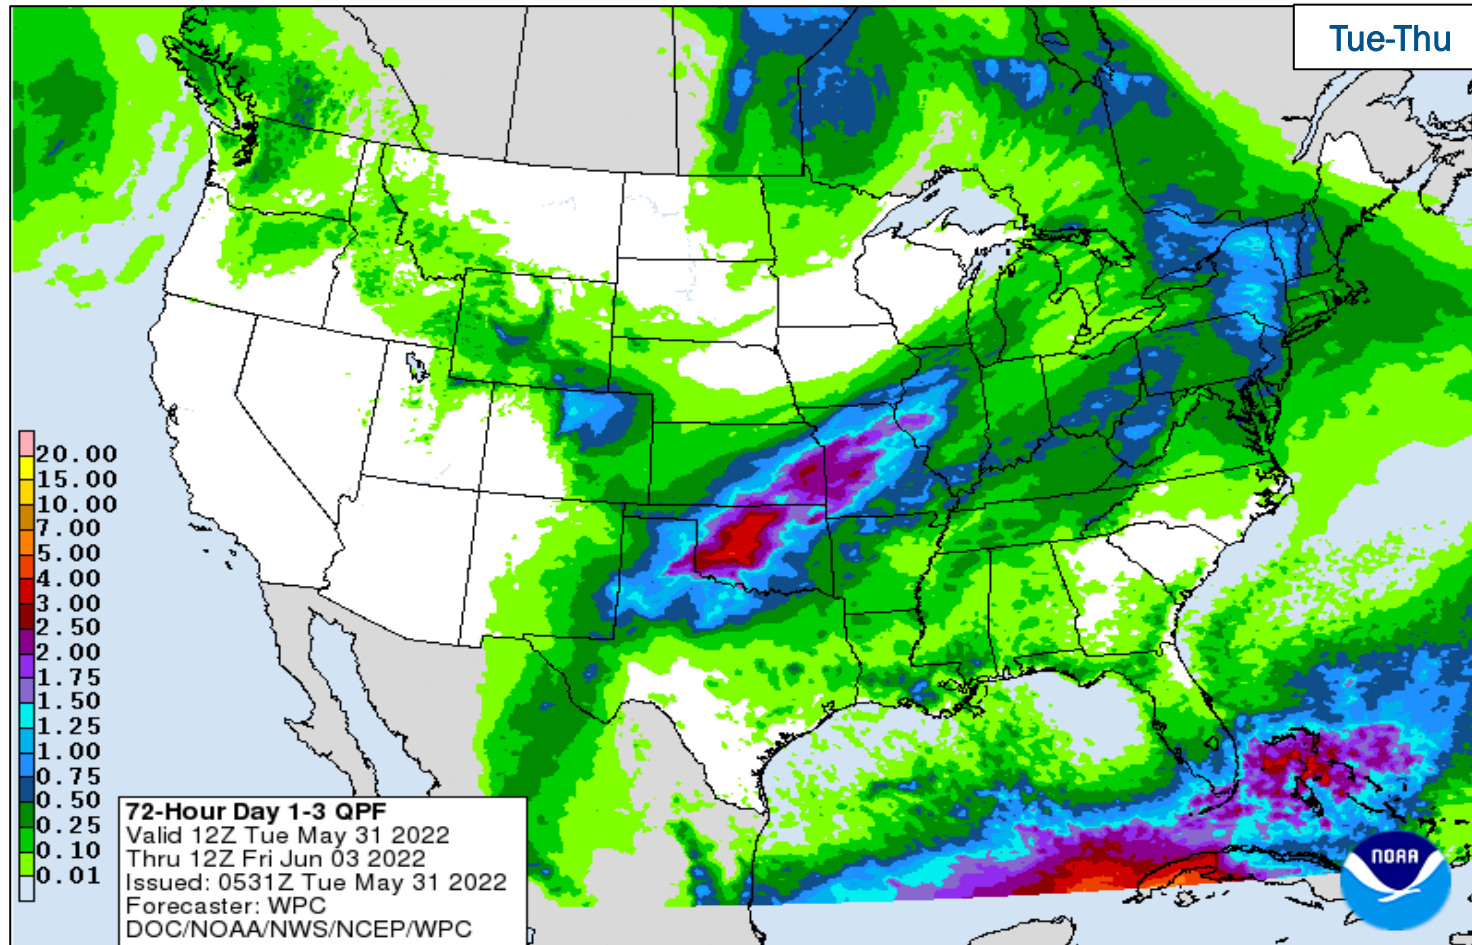 Tue-Thu
20.00
15.00
10.00
7.00
5.00
4.00
3.00
2.50
2.00
1.75
1.50
1.25
1.00
0.75
0.50
0.25
0.10
0.01
72-Hour Day 1-3 QPF
Valid 12Z Tue May 31 2022
Thru 12Z Fri Jun 03 2022
Issued: 0531Z Tue May 31 2022
Forecaster: WPC
DOC/NOAA/NWS/NCEP/WPC
NOAA